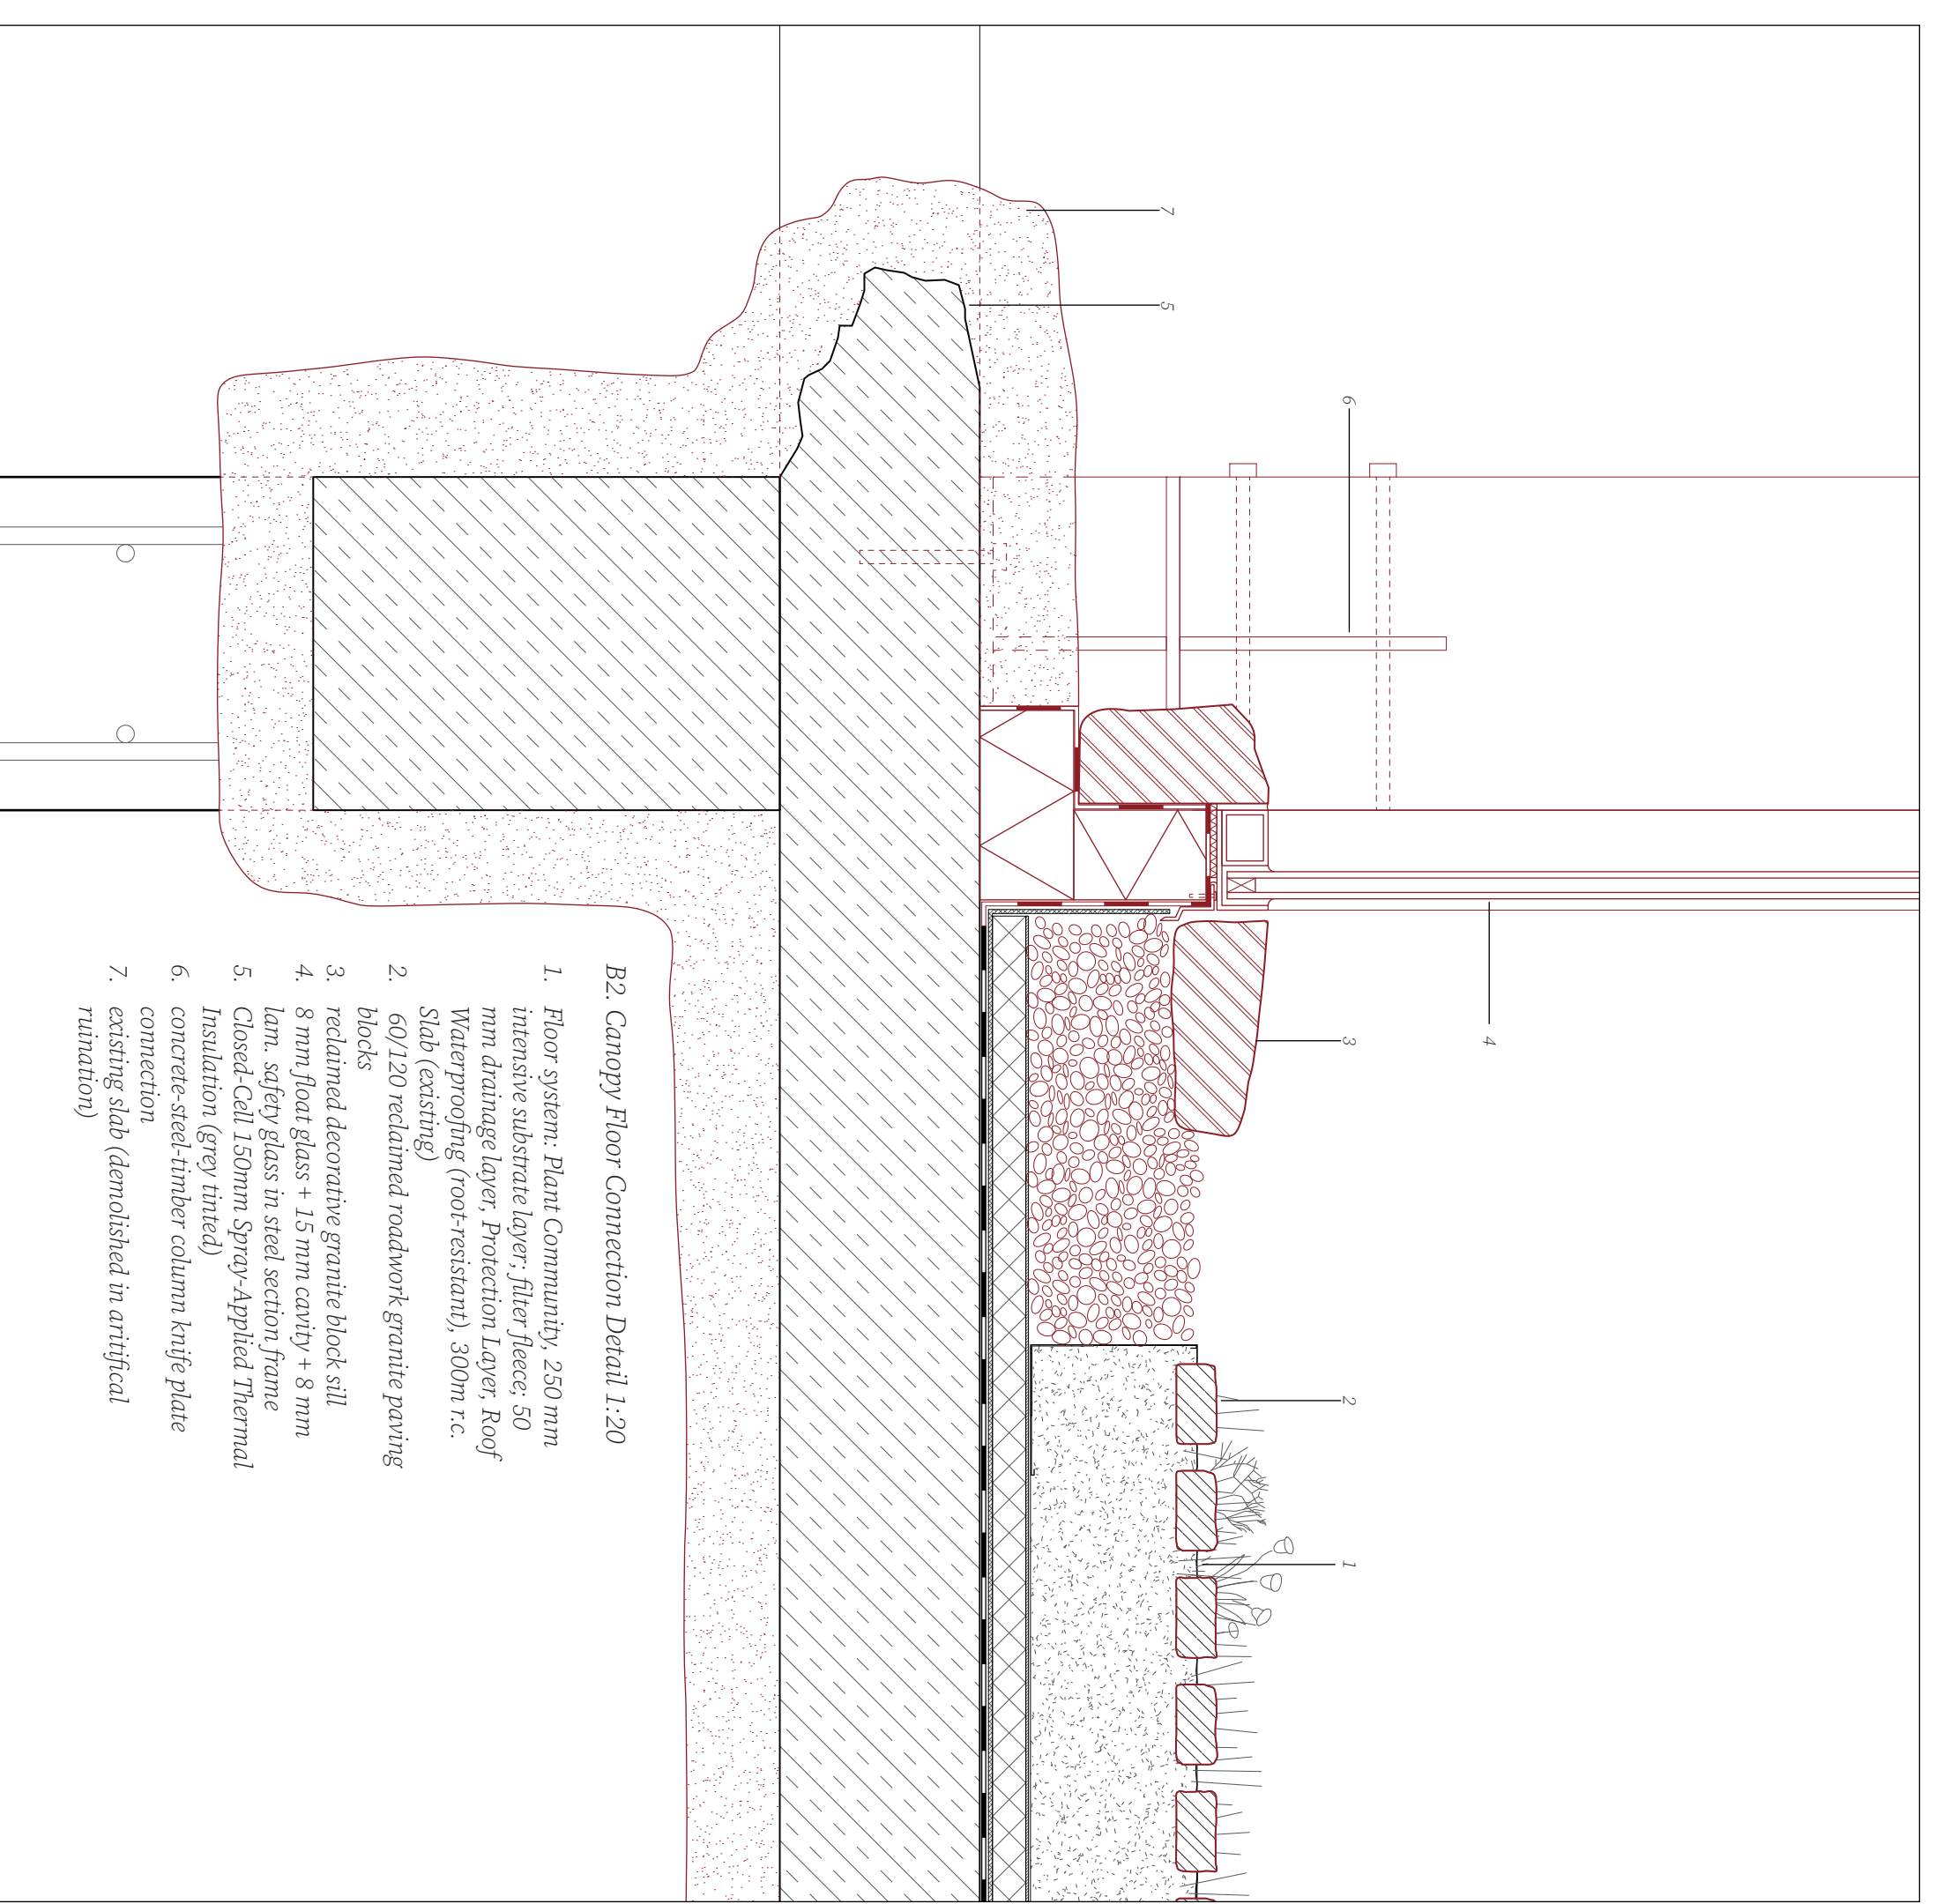 B2. Canopy Floor Connection Detail 1:20
1. Floor system: Plant Community, 250 mm
intensive substrate layer; filter fleece; 50
mm drainage layer, Protection Layer, Roof
Waterproofing (root-resistant), 300m r.c.
Slab (existing)
2. 60/120 reclaimed roadwork granite paving
blocks
3. reclaimed decorative granite block sill
4. 8 mm float glass + 15 mm cavity + 8 mm
lam. safety glass in steel section frame
5. Closed-Cell 150mm Spray-Applied Thermal
Insulation (grey tinted)
6. concrete-steel-timber column knife plate
connection
7. existing slab (demolished in aritifical
ruination)
7
5
6
4
3
2
1